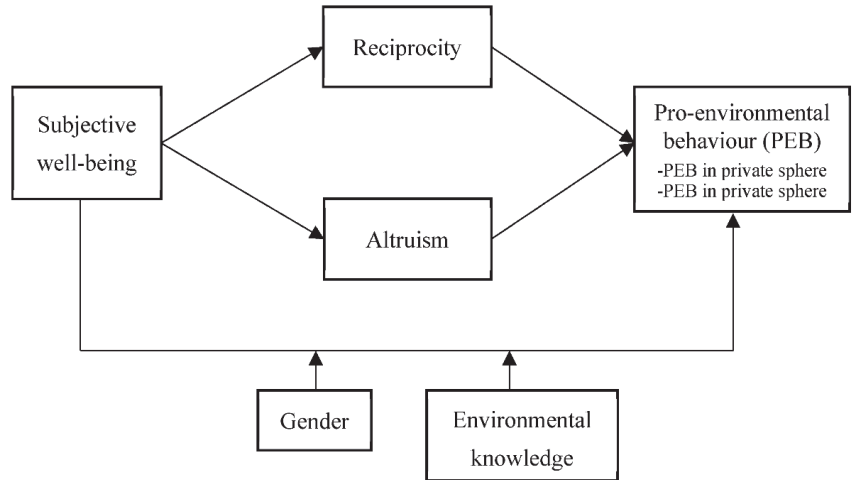 Reciprocity
Subjective
well-being
Pro-environmental
behaviour (PEB)
-PEB in private sphere
-PEB in private sphere
Altruism
Gender
Environmental
knowledge